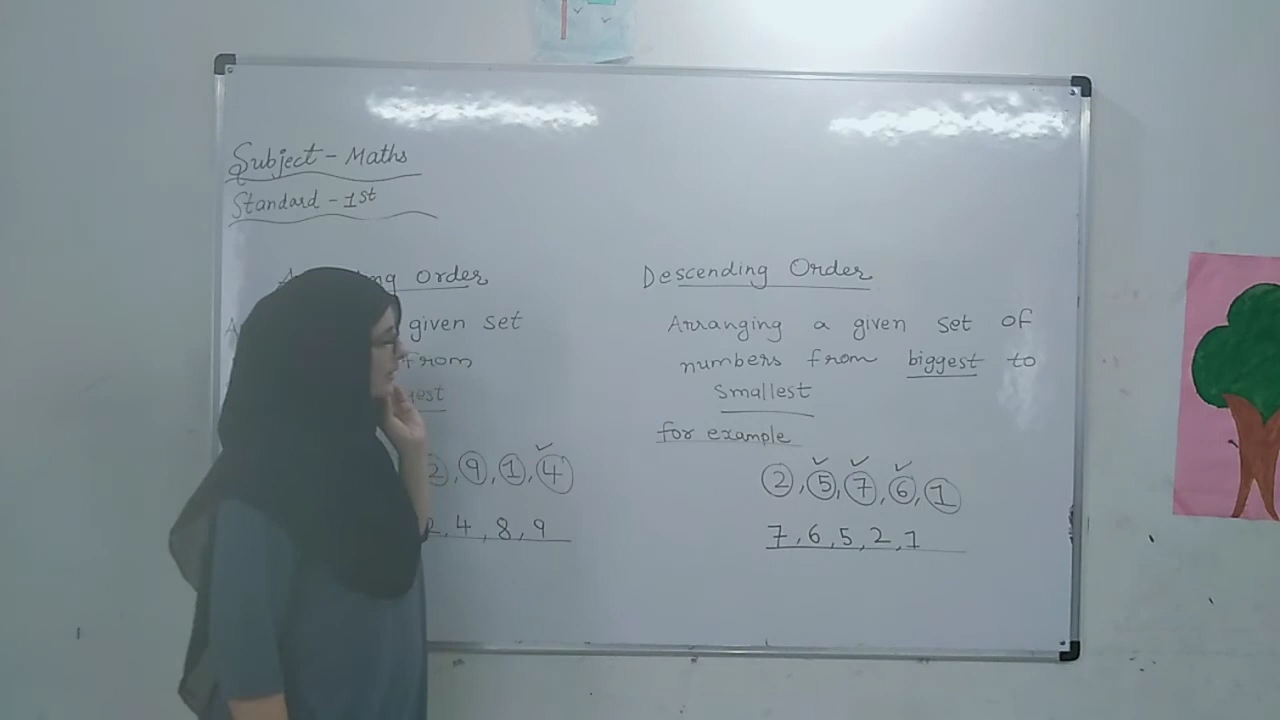 Subject - Maths
Standard - 1st
order
given set
from
2, 9, 1, 4
2, 4, 8, 9
Descending Order
Arranging a given set of
numbers from biggest to
smallest
for example
2, 5, 7, 6, 1
7, 6, 5, 2, 1